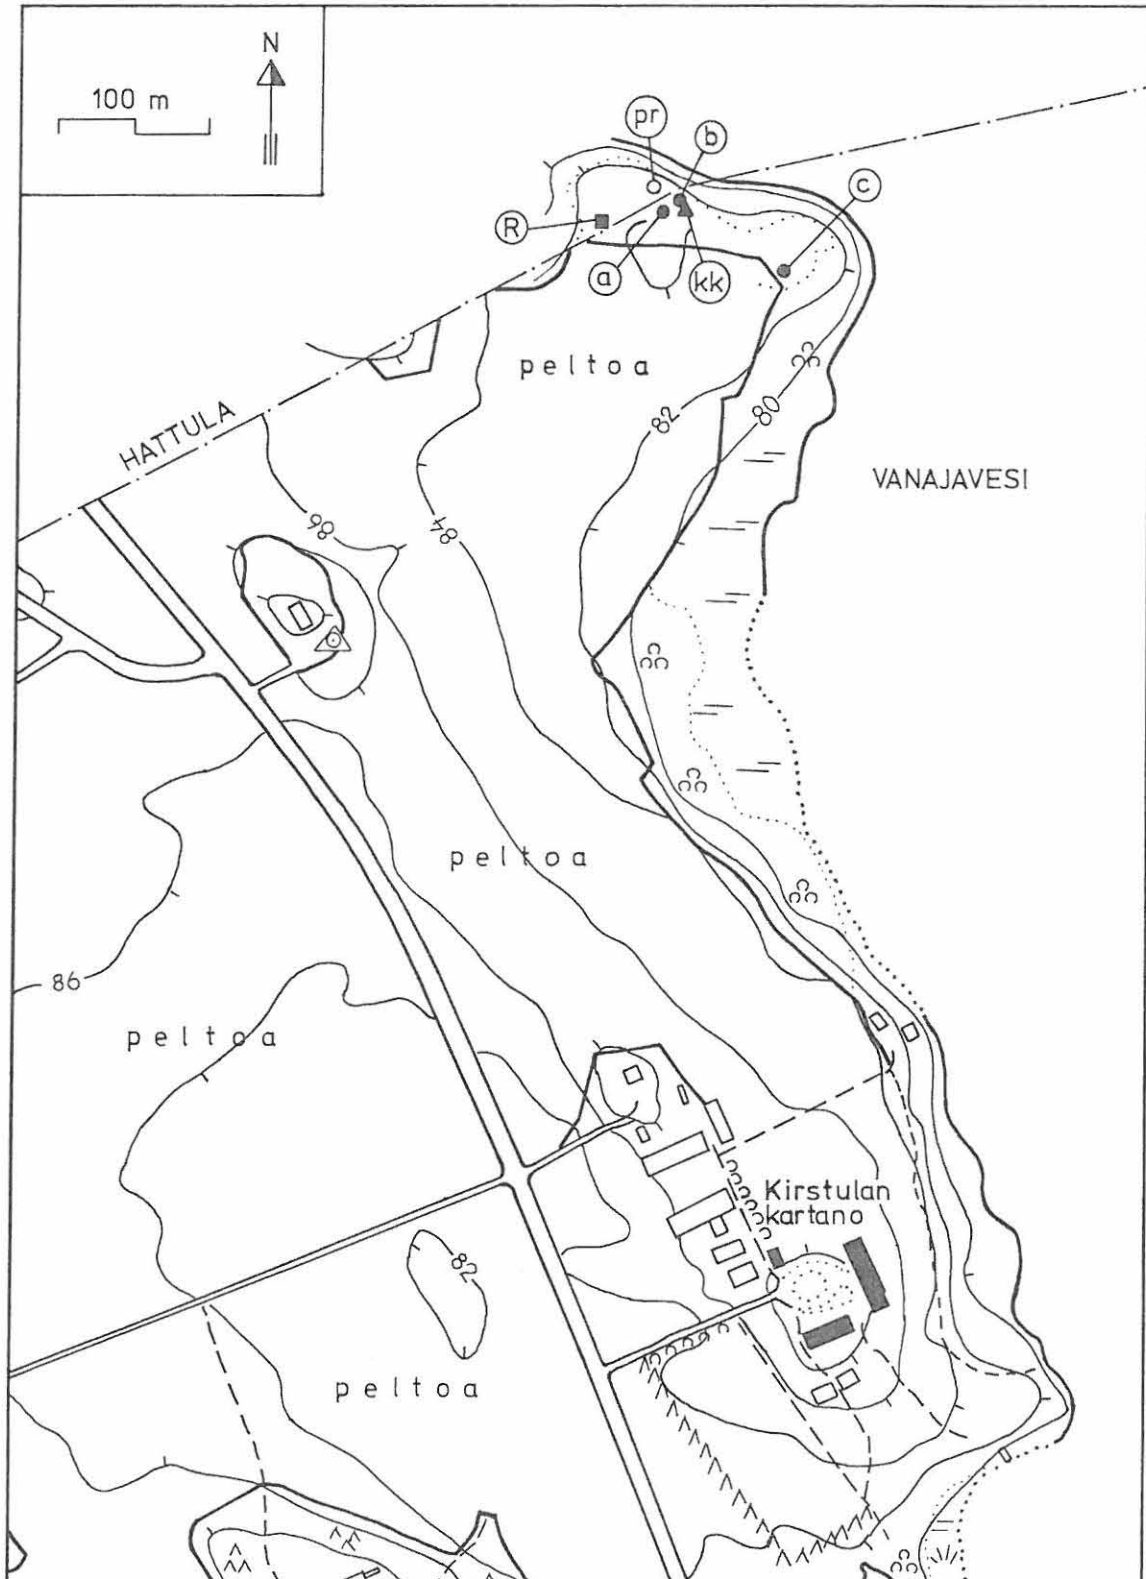 N
100 m
pr
b
c
R
a
kk
peltoa
82
80
HATTULA
VANAJAVESI
86
84
peltoa
86
peltoa
Kirstulan
kartano
82
peltoa